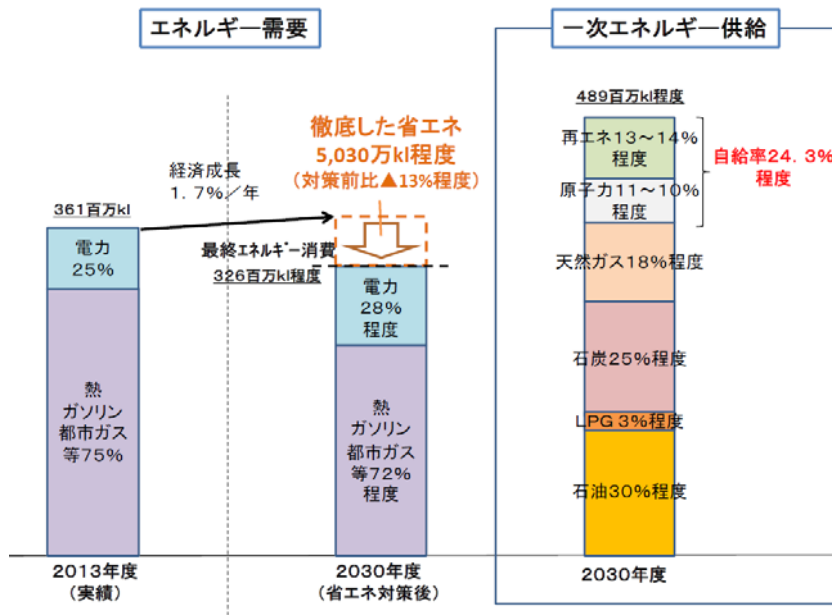 エネルギー需要
一次エネルギー供給
徹底した省エネ
5,030万kl程度
(対策前比▲13%程度)
経済成長
1.7%/年
361百万kl
電力
25%
熱
ガソリン
都市ガス
等75%
2013年度
(実績)
最終エネルギー消費
326百万kl程度
電力
28%
程度
熱
ガソリン
都市ガス
等72%
程度
2030年度
(省エネ対策後)
489百万kl程度
再エネ13~14%
程度
原子力11~10%
程度
天然ガス18%程度
石炭25%程度
LPG 3%程度
石油30%程度
2030年度
自給率24.3%
程度